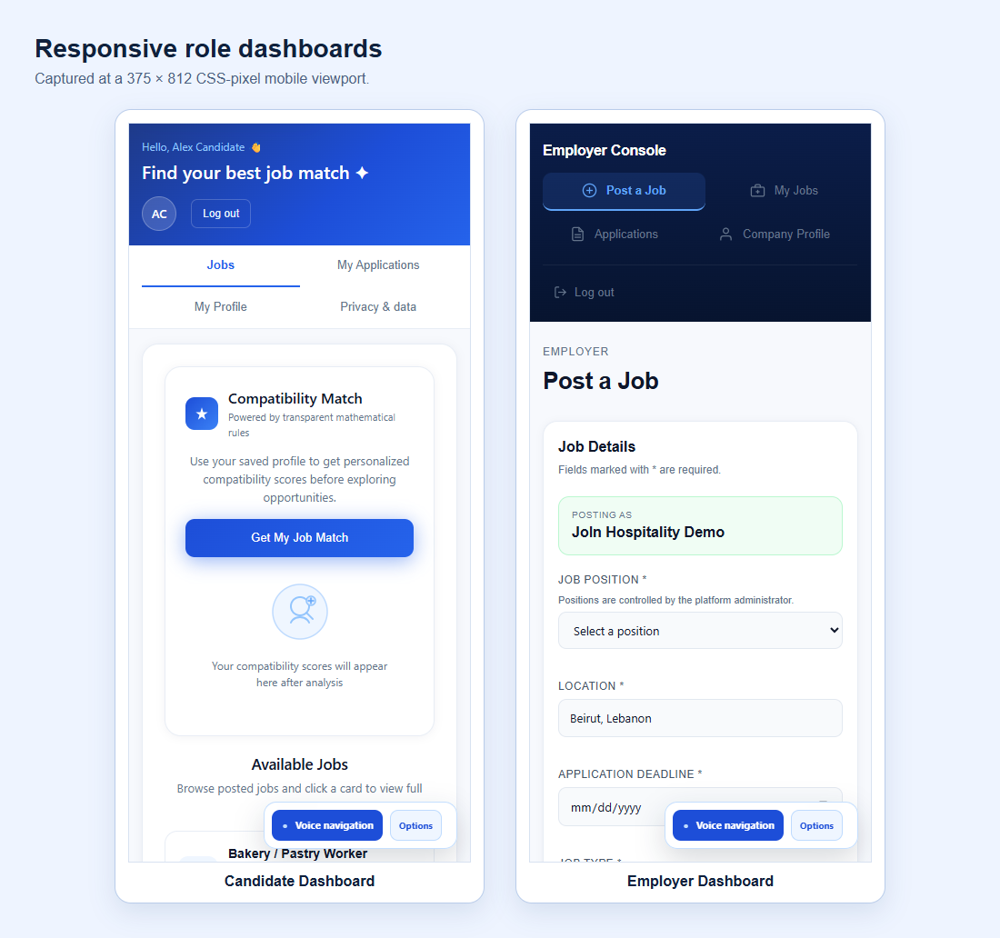 Responsive role dashboards
Captured at a 375 × 812 CSS-pixel mobile viewport.
Hello, Alex Candidate 👋
Find your best job match ✦
AC
Log out
Jobs
My Applications
My Profile
Privacy & data
★
Compatibility Match
Powered by transparent mathematical
rules
Use your saved profile to get personalized
compatibility scores before exploring
opportunities.
Get My Job Match
Your compatibility scores will appear
here after analysis
Available Jobs
Browse posted jobs and click a card to view full
Voice navigation
Options
Bakery / Pastry Worker
Candidate Dashboard
Employer Console
Post a Job
My Jobs
Applications
Company Profile
Log out
EMPLOYER
Post a Job
Job Details
Fields marked with * are required.
POSTING AS
JoIn Hospitality Demo
JOB POSITION *
Positions are controlled by the platform administrator.
Select a position
LOCATION *
Beirut, Lebanon
APPLICATION DEADLINE *
mm/dd/yyyy
Voice navigation
Options
JOB TYPE *
Employer Dashboard